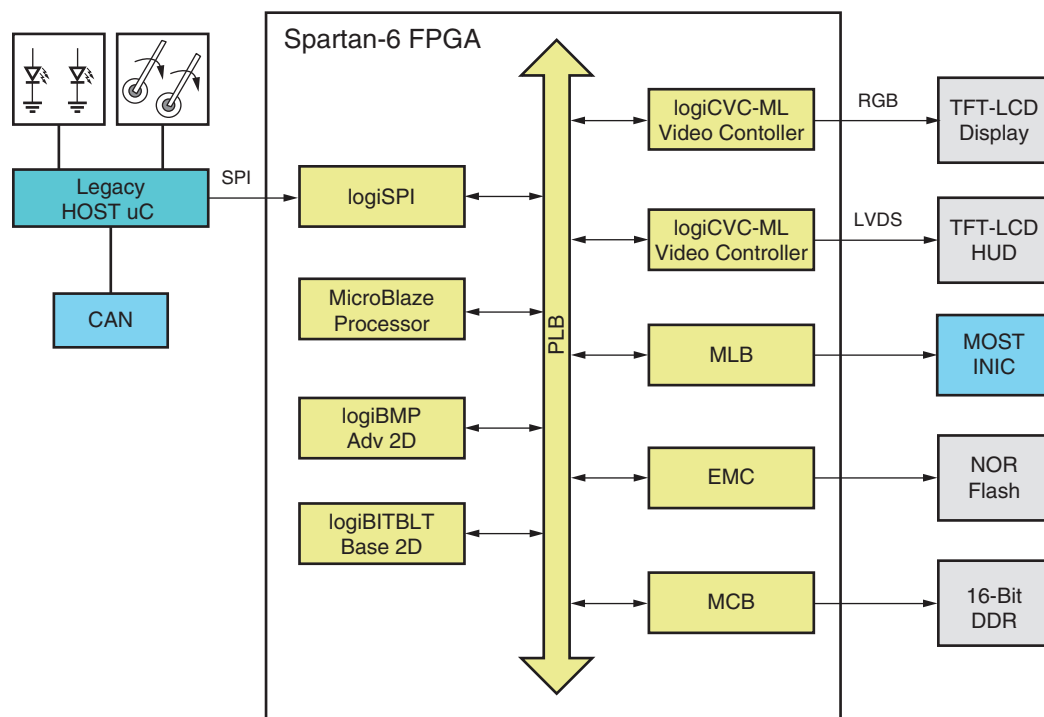 Spartan-6 FPGA
Legacy
HOST uC
CAN
SPI
logiSPI
MicroBlaze
Processor
logiBMP
Adv 2D
logiBITBLT
Base 2D
PLB
logiCVC-ML
Video Contoller
RGB
TFT-LCD
Display
logiCVC-ML
Video Controller
LVDS
TFT-LCD
HUD
MLB
MOST
INIC
EMC
NOR
Flash
MCB
16-Bit
DDR